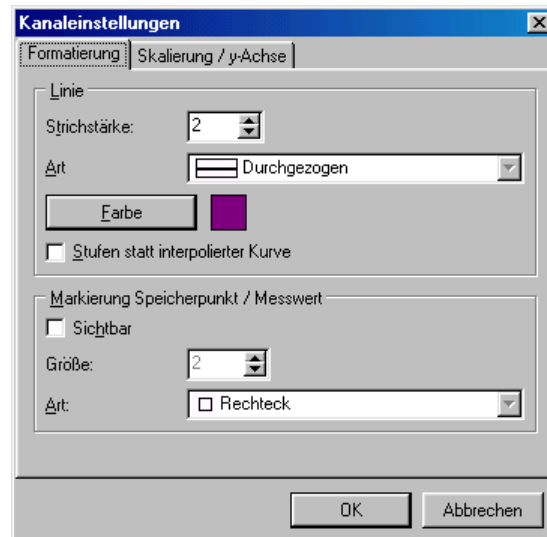 Kanaleinstellungen
Formatierung
Skalierung / y-Achse
Linie
Strichstärke: 2
Art Durchgezogen
Farbe
Stufen statt interpolierter Kurve
Markierung Speicherpunkt / Messwert
Sichtbar
Größe: 2
Art: Rechteck
OK Abbrechen